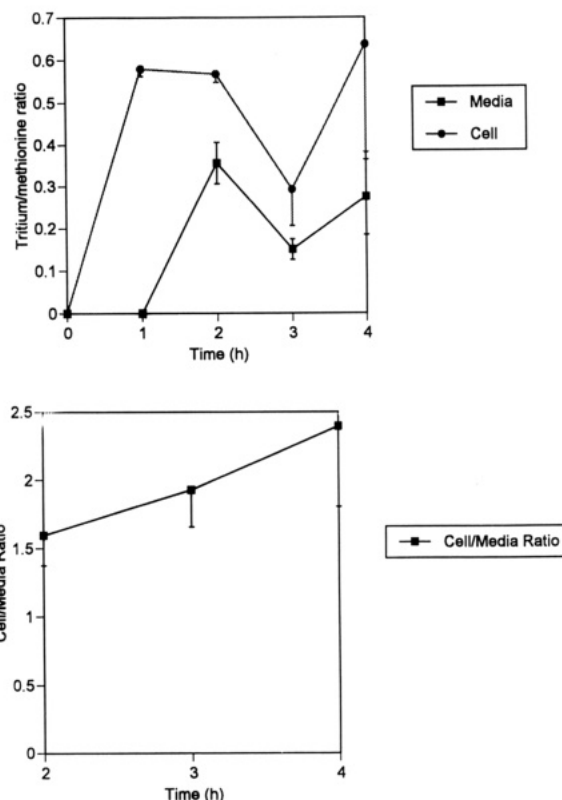 0.7
0.6
0.5
0.4
0.3
0.2
0.1
0
Tritium/methionine ratio
0 1 2 3 4
Time (h)
Media
Cell
2.5
2
1.5
1
0.5
0
Cell/Media Ratio
2 3 4
Time (h)
Cell/Media Ratio